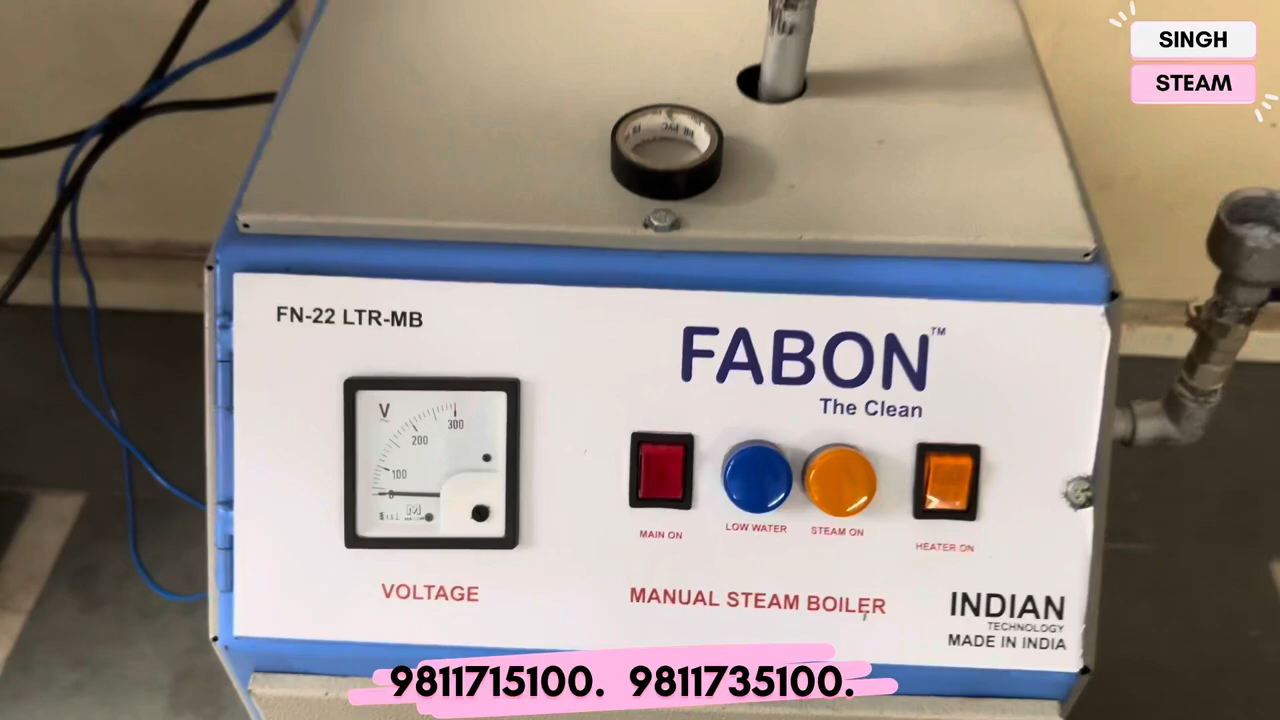 SINGH
STEAM
FN-22 LTR-MB
FABON™
The Clean
V
300
200
100
0
M
MAIN ON
LOW WATER
STEAM ON
HEATER ON
VOLTAGE
MANUAL STEAM BOILER
INDIAN
TECHNOLOGY
MADE IN INDIA
9811715100. 9811735100.